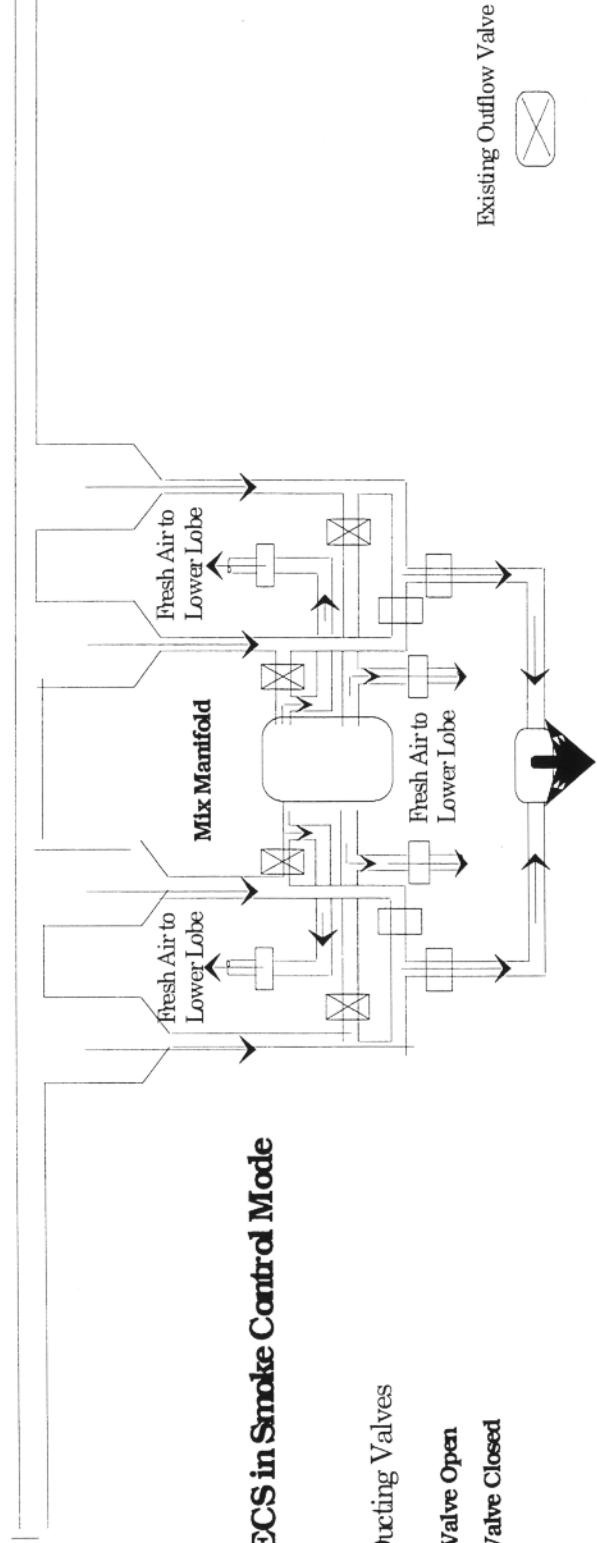 ECS in Smoke Control Mode
Ducting Valves
Valve Open
Valve Closed
Fresh Air to
Lower Lobe
Mix Manifold
Fresh Air to
Lower Lobe
Fresh Air to
Lower Lobe
Existing Outflow Valve